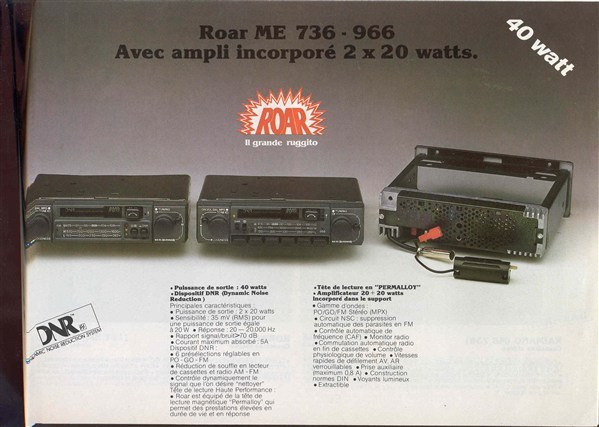 Roar ME 736 - 966
Avec ampli incorporé 2 x 20 watts.
40 watt
ROAR
Il grande ruggito
DNR
DYNAMIC NOISE REDUCTION SYSTEM
• Puissance de sortie : 40 watts
• Dispositif DNR (Dynamic Noise
Reduction)
Principales caractéristiques :
• Puissance de sortie : 2 x 20 watts
• Sensibilité : 35 mV (RMS) pour
une puissance de sortie égale
à 20 W • Réponse : 20 — 20.000 Hz
• Rapport signal/bruit >70 dB
• Courant maximum absorbé : 5A
Dispositif DNR :
• 6 présélections réglables en
PO - GO - FM
• Réduction de souffle en lecteur
de cassettes et radio AM - FM
• Contrôle dynamiquement le
signal que l'on désire "nettoyer"
Tête de lecture Haute Performance :
• Roar est équipé de la tête de
lecture magnétique "Permalloy" qui
permet des prestations élevées en
durée de vie et en réponse
• Tête de lecture en "PERMALLOY"
• Amplificateur 20 + 20 watts
Incorporé dans le support
• Gamme d'ondes :
PO/GO/FM Stéréo (MPX)
• Circuit NSC : suppression
automatique des parasites en FM
• Contrôle automatique de
fréquence (CAF) • Monitor radio
• Commutation automatique radio
en fin de cassettes • Contrôle
physiologique de volume • Vitesses
rapides de défilement AV. AR
verrouillables • Prise auxiliaire
(maximum 0,8 A) • Construction
normes DIN • Voyants lumineux
• Extractible